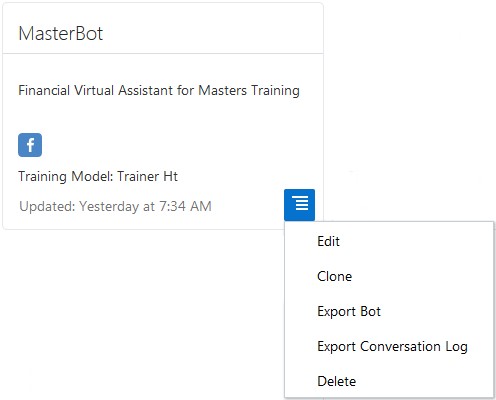 MasterBot
Financial Virtual Assistant for Masters Training
f
Training Model: Trainer Ht
Updated: Yesterday at 7:34 AM
Edit
Clone
Export Bot
Export Conversation Log
Delete